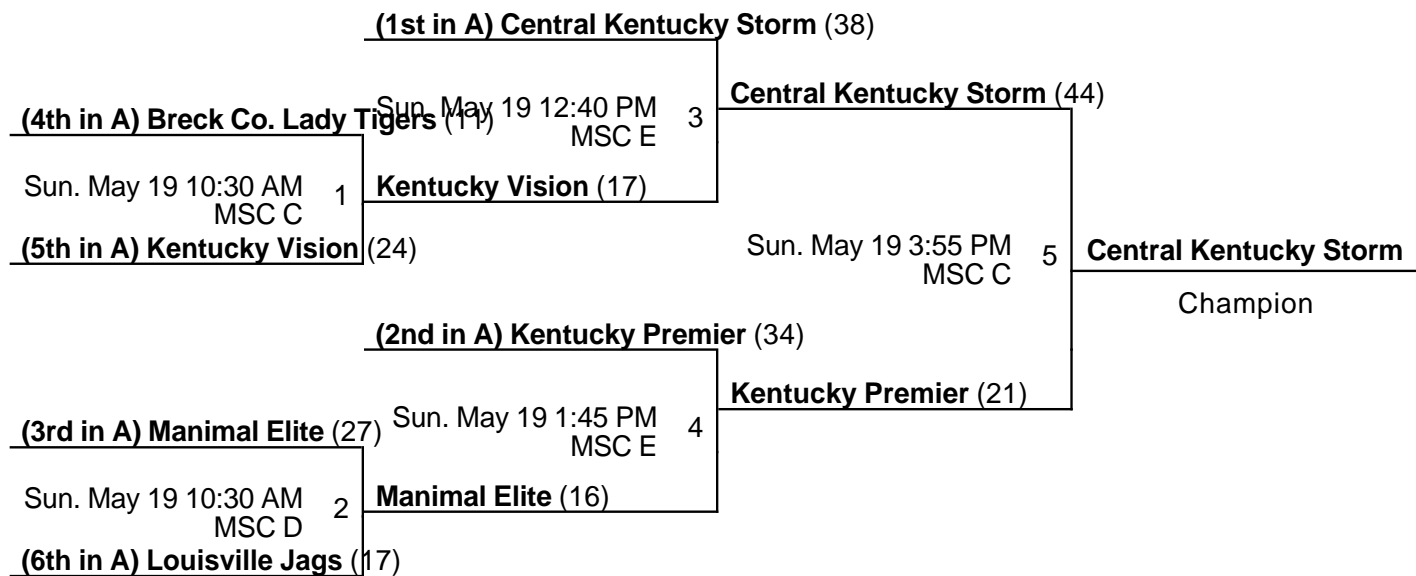 (1st in A) Central Kentucky Storm (38)
Sun. May 19 12:40 PM
MSC E
3
Central Kentucky Storm (44)
(4th in A) Breck Co. Lady Tigers (11)
Sun. May 19 10:30 AM
MSC C
1
Kentucky Vision (17)
(5th in A) Kentucky Vision (24)
Sun. May 19 3:55 PM
MSC C
5
Central Kentucky Storm
Champion
(2nd in A) Kentucky Premier (34)
Sun. May 19 1:45 PM
MSC E
4
Kentucky Premier (21)
(3rd in A) Manimal Elite (27)
Sun. May 19 10:30 AM
MSC D
2
Manimal Elite (16)
(6th in A) Louisville Jags (17)